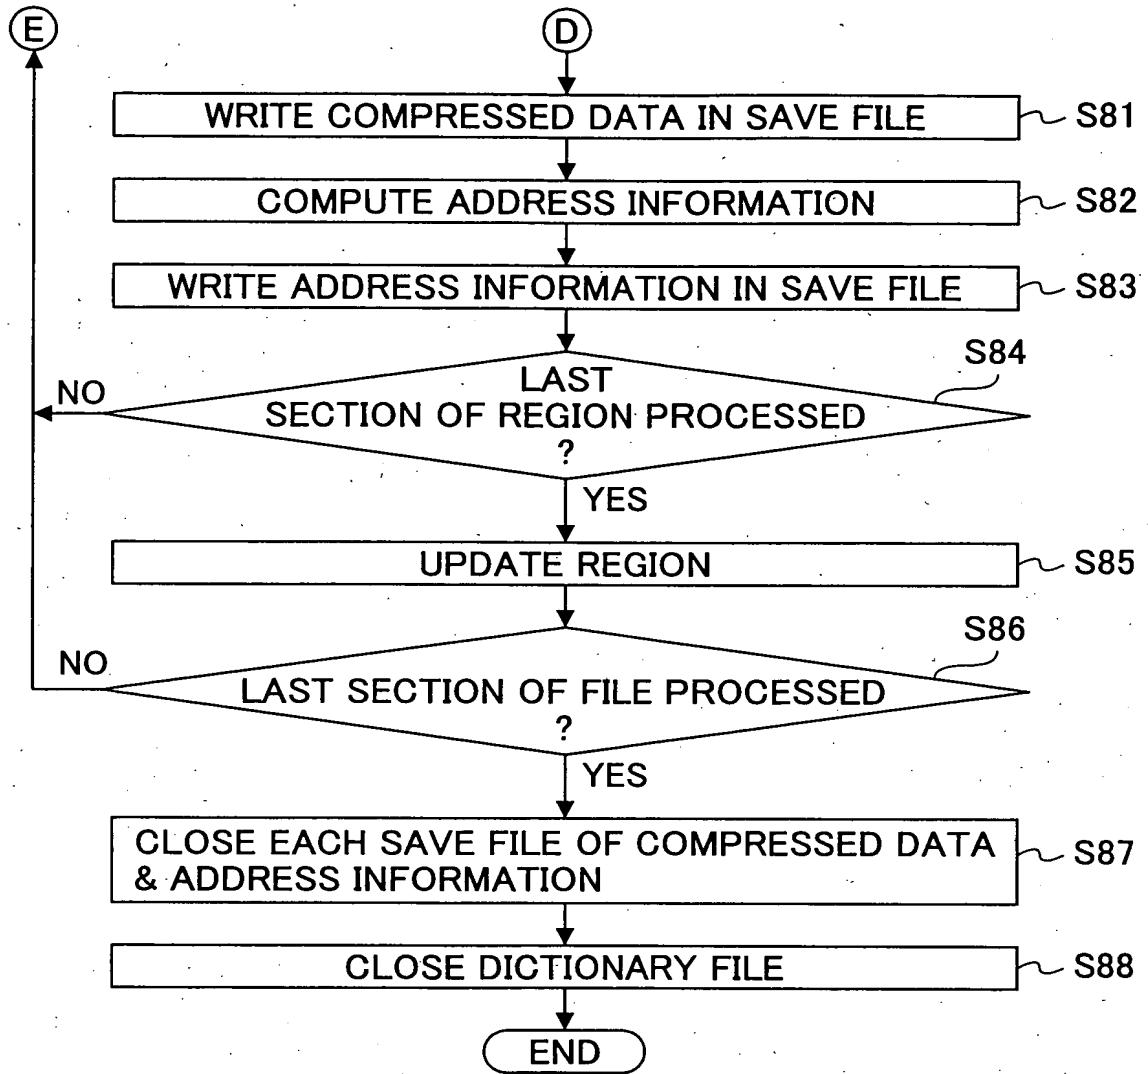 E
D
WRITE COMPRESSED DATA IN SAVE FILE
S81
COMPUTE ADDRESS INFORMATION
S82
WRITE ADDRESS INFORMATION IN SAVE FILE
S83
S84
NO
LAST
SECTION OF REGION PROCESSED
?
YES
UPDATE REGION
S85
S86
NO
LAST SECTION OF FILE PROCESSED
?
YES
CLOSE EACH SAVE FILE OF COMPRESSED DATA
& ADDRESS INFORMATION
S87
CLOSE DICTIONARY FILE
S88
END